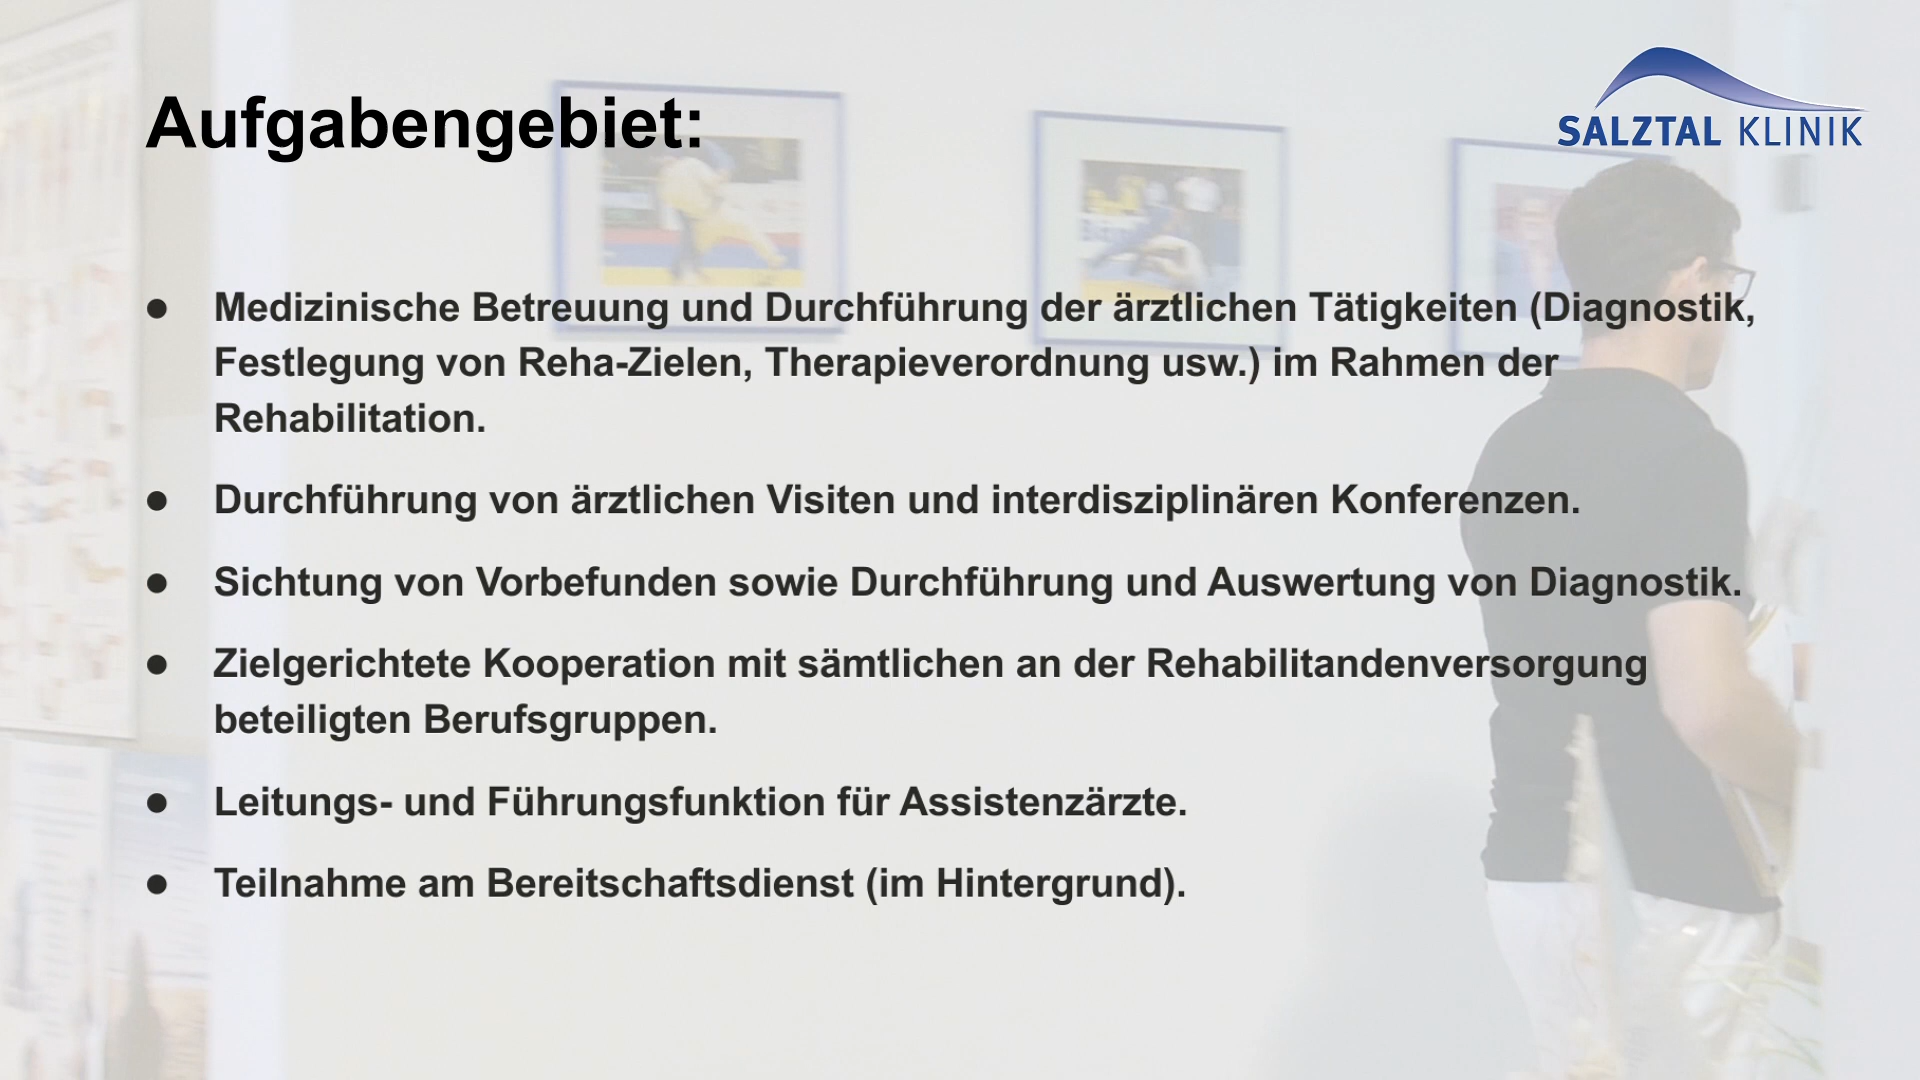 Aufgabengebiet:
SALZTAL KLINIK
● Medizinische Betreuung und Durchführung der ärztlichen Tätigkeiten (Diagnostik,
Festlegung von Reha-Zielen, Therapieverordnung usw.) im Rahmen der
Rehabilitation.
● Durchführung von ärztlichen Visiten und interdisziplinären Konferenzen.
● Sichtung von Vorbefunden sowie Durchführung und Auswertung von Diagnostik.
● Zielgerichtete Kooperation mit sämtlichen an der Rehabilitandenversorgung
beteiligten Berufsgruppen.
● Leitungs- und Führungsfunktion für Assistenzärzte.
● Teilnahme am Bereitschaftsdienst (im Hintergrund).